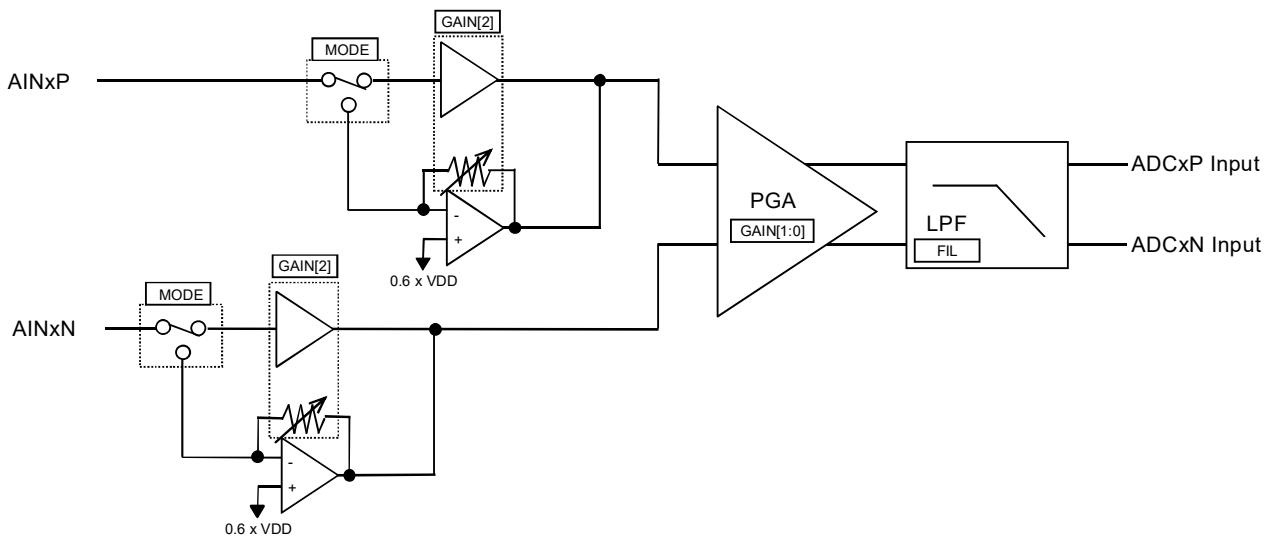 GAIN[2]
MODE
AINxP
-
+
0.6 x VDD
PGA
GAIN[1:0]
LPF
FIL
ADCxP Input
ADCxN Input
GAIN[2]
MODE
AINxN
-
+
0.6 x VDD